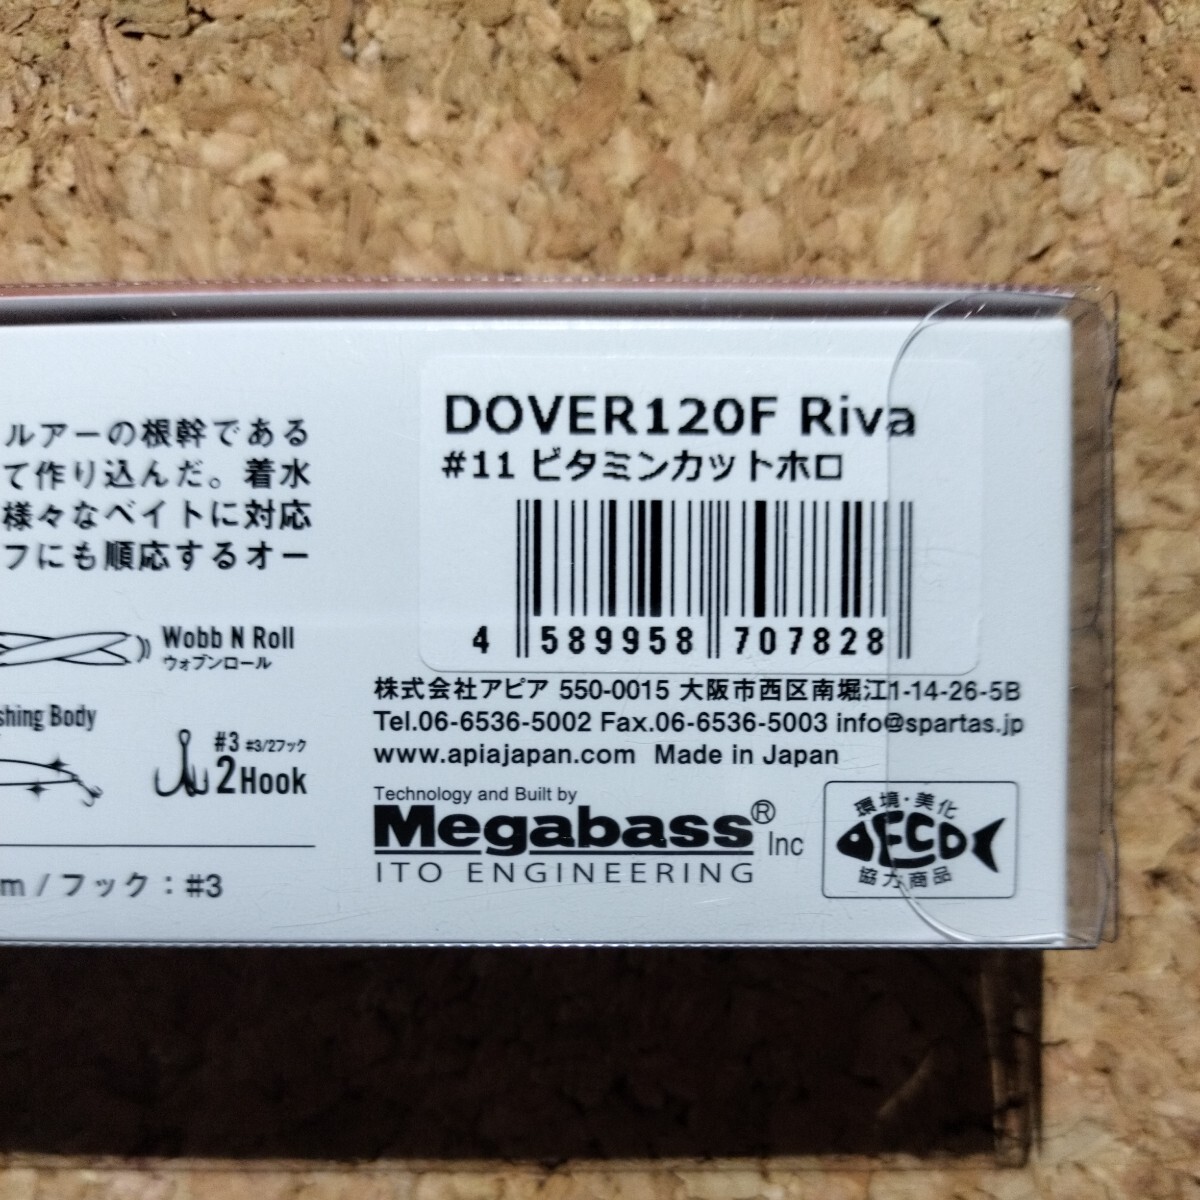 ルアーの根幹である
て作り込んだ。着水
様々なベイトに対応
フにも順応するオー
Wobb N Roll
ウォブンロール
shing Body
#3 #3/2フック
2Hook
m / フック：#3
DOVER120F Riva
#11 ビタミンカットホロ
4 589958 707828
株式会社アピア 550-0015 大阪市西区南堀江1-14-26-5B
Tel.06-6536-5002 Fax.06-6536-5003 info@spartas.jp
www.apiajapan.com Made in Japan
Technology and Built by
Megabass® Inc
ITO ENGINEERING
環境・美化
ECO
協力商品